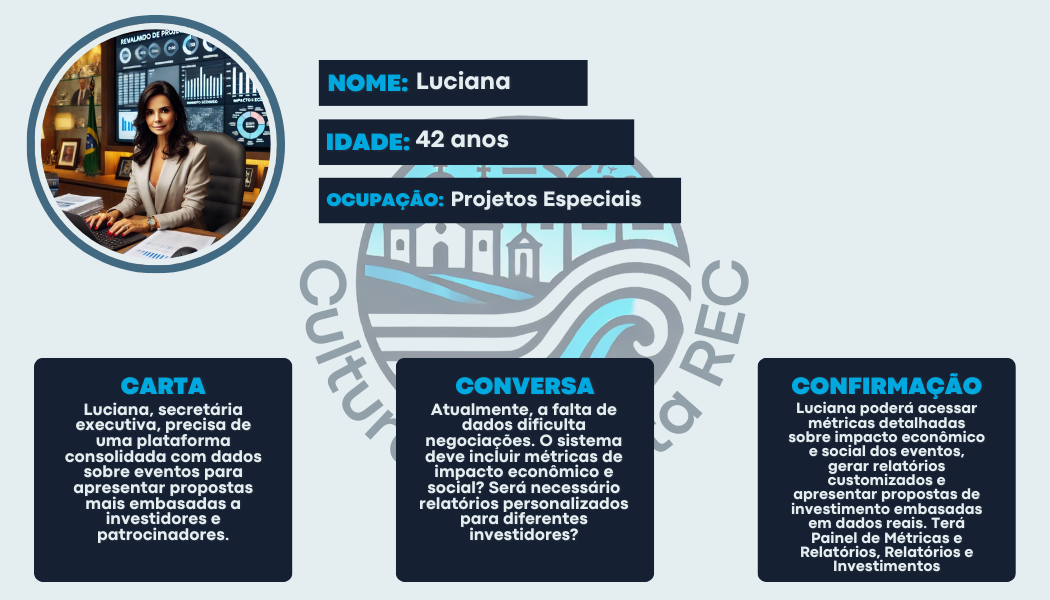 REVALANDO DE PROJE
NOME: Luciana
IDADE: 42 anos
OCUPAÇÃO: Projetos Especiais
Cultur
ta REC
CARTA
Luciana, secretária
executiva, precisa de
uma plataforma
consolidada com dados
sobre eventos para
apresentar propostas
mais embasadas a
investidores e
patrocinadores.
CONVERSA
Atualmente, a falta de
dados dificulta
negociações. O sistema
deve incluir métricas de
impacto econômico e
social? Será necessário
relatórios personalizados
para diferentes
investidores?
CONFIRMAÇÃO
Luciana poderá acessar
métricas detalhadas
sobre impacto econômico
e social dos eventos,
gerar relatórios
customizados e
apresentar propostas de
investimento embasadas
em dados reais. Terá
Painel de Métricas e
Relatórios, Relatórios e
Investimentos